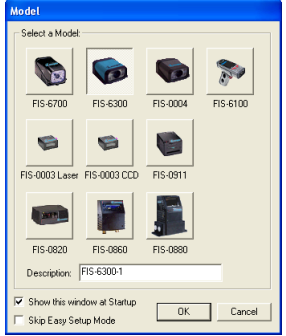 Model
Select a Model:
FIS-6700 FIS-6300 FIS-0004 FIS-6100
FIS-0003 Laser FIS-0003 CCD FIS-0911
FIS-0820 FIS-0860 FIS-0880
Description: FIS-6300-1
Show this window at Startup
Skip Easy Setup Mode
OK Cancel